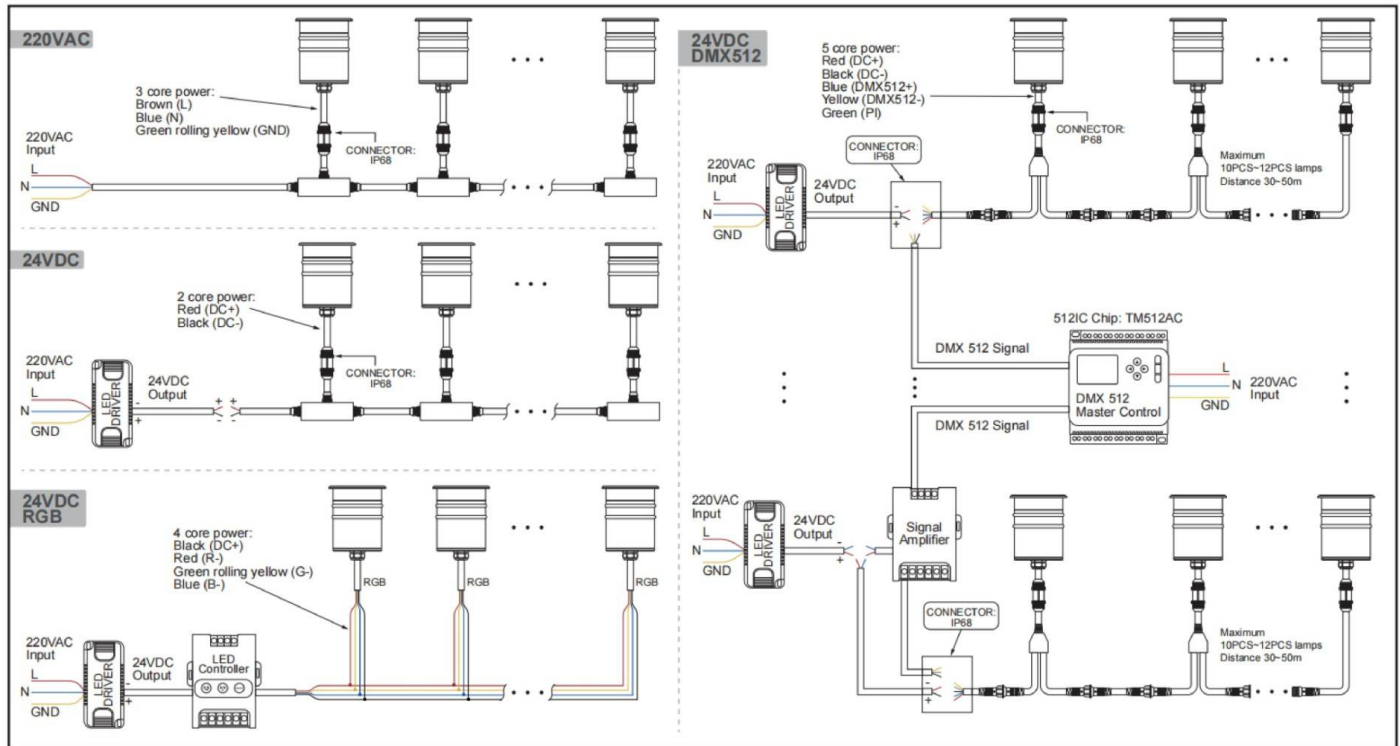 220VAC
3 core power:
Brown (L)
Blue (N)
Green rolling yellow (GND)
220VAC
Input
L
N
GND
CONNECTOR:
IP68
24VDC
2 core power:
Red (DC+)
Black (DC-)
220VAC
Input
L
N
GND
LED
DRIVER
24VDC
Output
-
+
+ +
- -
CONNECTOR:
IP68
24VDC
RGB
4 core power:
Black (DC+)
Red (R-)
Green rolling yellow (G-)
Blue (B-)
RGB
RGB
RGB
220VAC
Input
L
N
GND
LED
DRIVER
24VDC
Output
-
+
LED
Controller
24VDC
DMX512
5 core power:
Red (DC+)
Black (DC-)
Blue (DMX512+)
Yellow (DMX512-)
Green (PI)
CONNECTOR:
IP68
CONNECTOR:
IP68
220VAC
Input
L
N
GND
LED
DRIVER
24VDC
Output
-
+
Maximum
10PCS~12PCS lamps
Distance 30~50m
512IC Chip: TM512AC
DMX 512 Signal
DMX 512
Master Control
L
N
GND
220VAC
Input
DMX 512 Signal
220VAC
Input
L
N
GND
LED
DRIVER
24VDC
Output
-
+
Signal
Amplifier
CONNECTOR:
IP68
-
+
Maximum
10PCS~12PCS lamps
Distance 30~50m